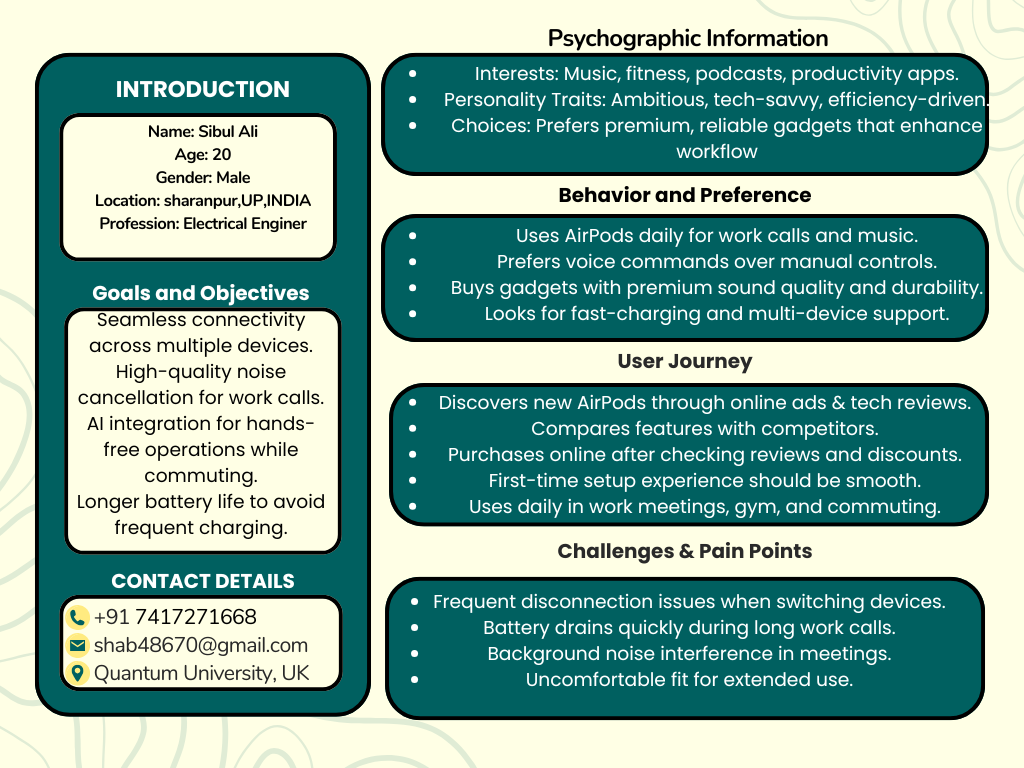 INTRODUCTION
Name: Sibul Ali
Age: 20
Gender: Male
Location: sharanpur,UP,INDIA
Profession: Electrical Enginer
Goals and Objectives
Seamless connectivity
across multiple devices.
High-quality noise
cancellation for work calls.
AI integration for hands-
free operations while
commuting.
Longer battery life to avoid
frequent charging.
CONTACT DETAILS
+91 7417271668
shab48670@gmail.com
Quantum University, UK
Psychographic Information
• Interests: Music, fitness, podcasts, productivity apps.
• Personality Traits: Ambitious, tech-savvy, efficiency-driven.
• Choices: Prefers premium, reliable gadgets that enhance
workflow
Behavior and Preference
• Uses AirPods daily for work calls and music.
• Prefers voice commands over manual controls.
• Buys gadgets with premium sound quality and durability.
• Looks for fast-charging and multi-device support.
User Journey
• Discovers new AirPods through online ads & tech reviews.
• Compares features with competitors.
• Purchases online after checking reviews and discounts.
• First-time setup experience should be smooth.
• Uses daily in work meetings, gym, and commuting.
Challenges & Pain Points
• Frequent disconnection issues when switching devices.
• Battery drains quickly during long work calls.
• Background noise interference in meetings.
• Uncomfortable fit for extended use.